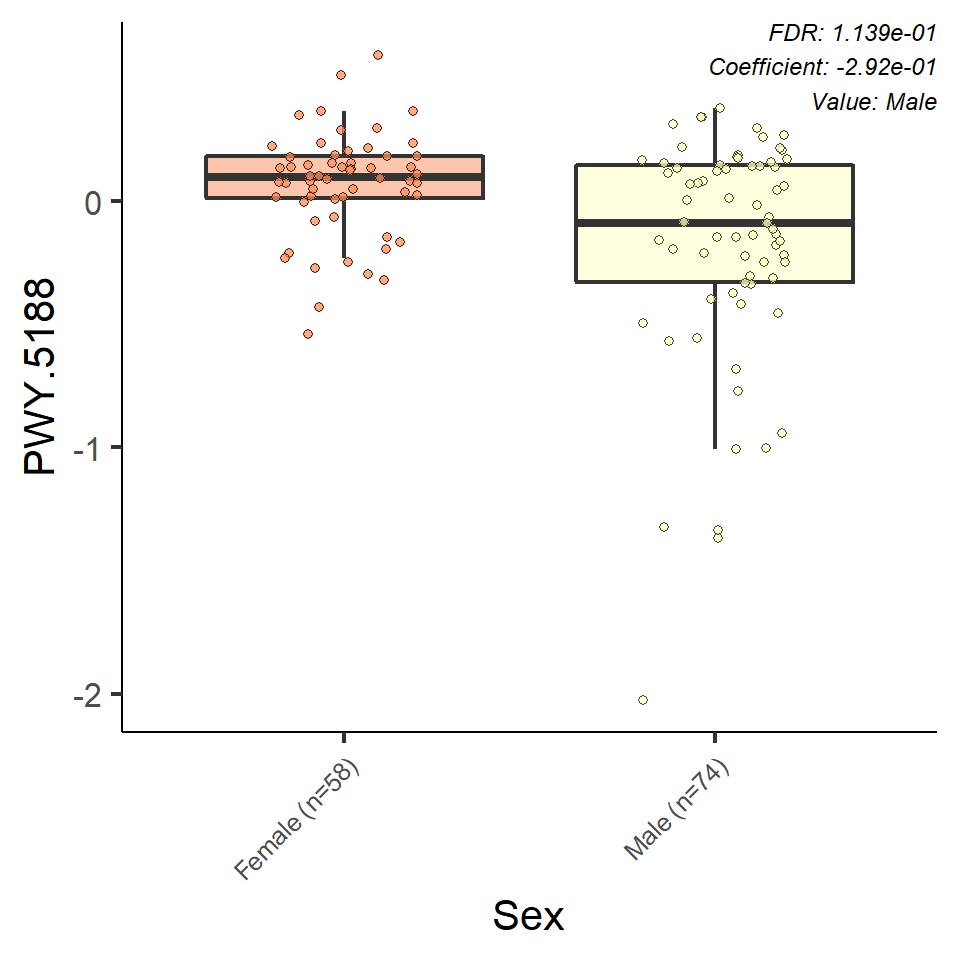 FDR: 1.139e-01
Coefficient: -2.92e-01
Value: Male
PWY.5188
0
-1
-2
Female (n=58)
Male (n=74)
Sex